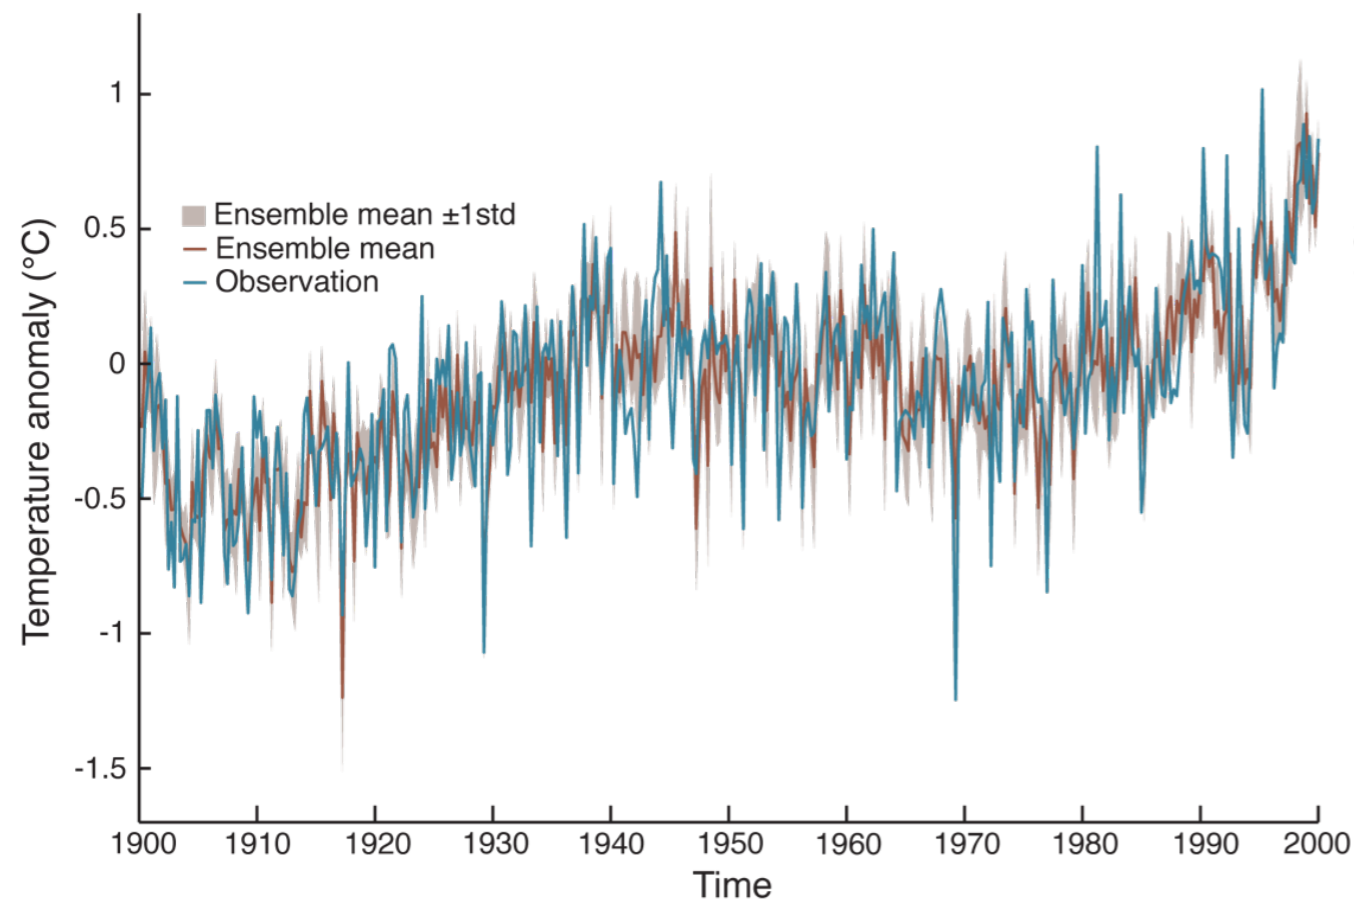 1
0.5
0
-0.5
-1
-1.5
Temperature anomaly (°C)
Ensemble mean ±1std
Ensemble mean
Observation
1900 1910 1920 1930 1940 1950 1960 1970 1980 1990 2000
Time